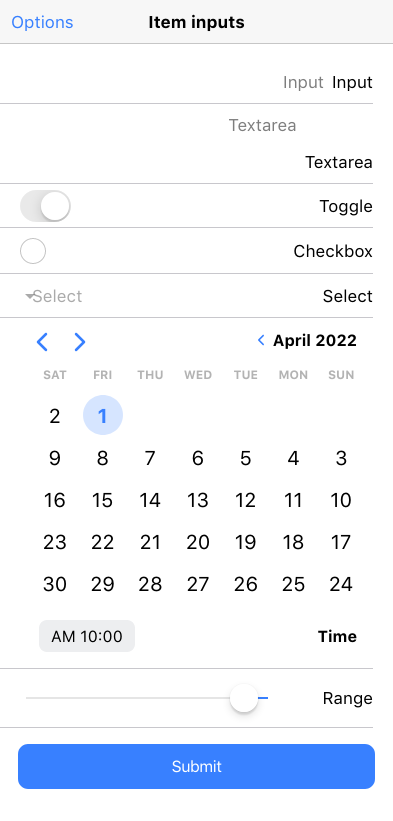 Options Item inputs
Input Input
Textarea
Textarea
Toggle
Checkbox
Select Select
April 2022
SAT FRI THU WED TUE MON SUN
2 1
9 8 7 6 5 4 3
16 15 14 13 12 11 10
23 22 21 20 19 18 17
30 29 28 27 26 25 24
AM 10:00 Time
Range
Submit